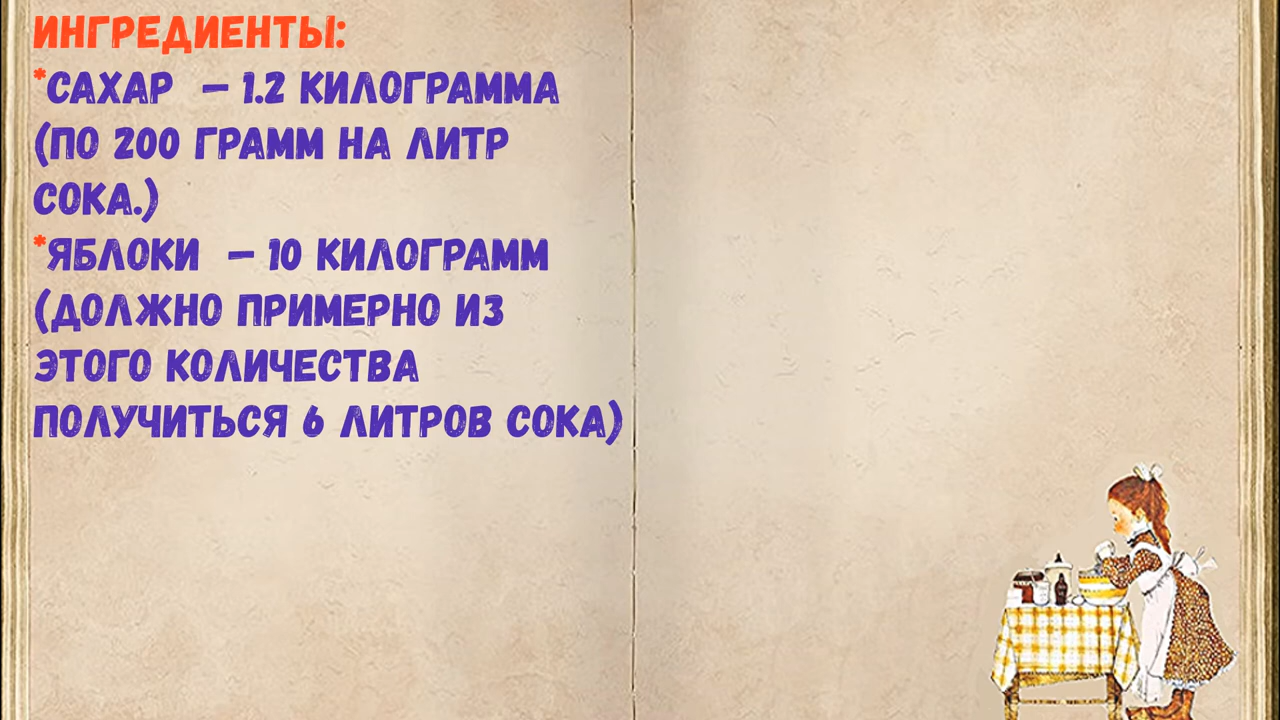 ИНГРЕДИЕНТЫ:
*САХАР – 1.2 КИЛОГРАММА
(ПО 200 ГРАММ НА ЛИТР
СОКА.)
*ЯБЛОКИ – 10 КИЛОГРАММ
(ДОЛЖНО ПРИМЕРНО ИЗ
ЭТОГО КОЛИЧЕСТВА
ПОЛУЧИТЬСЯ 6 ЛИТРОВ СОКА)